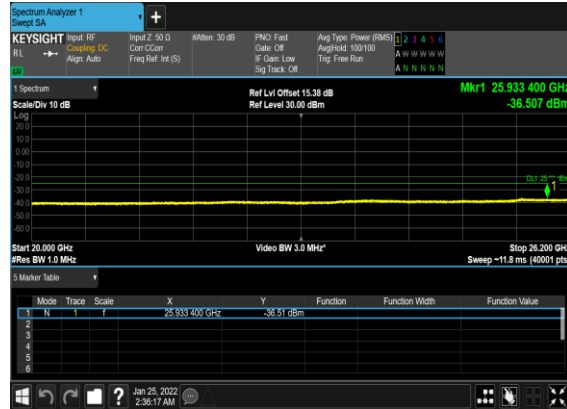 Spectrum Analyzer 1
Swept SA
+
KEYSIGHT
RL
Input: RF
Coupling: DC
Align: Auto
Input Z: 50 Ω
Corr CCorr
Freq Ref: Int (S)
#Atten: 30 dB
PNO: Fast
Gate: Off
IF Gain: Low
Sig Track: Off
Avg Type: Power (RMS)
Avg|Hold: 100/100
Trig: Free Run
1 2 3 4 5 6
A W W W W W
A N N N N N
1 Spectrum
Scale/Div 10 dB
Ref Lvl Offset 15.38 dB
Ref Level 30.00 dBm
Mkr1 25.933 400 GHz
-36.507 dBm
Log
20.0
10.0
0.00
-10.0
-20.0
-30.0
-40.0
-50.0
-60.0
1
Start 20.000 GHz
#Res BW 1.0 MHz
Video BW 3.0 MHz*
Stop 26.200 GHz
Sweep ~11.8 ms (40001 pts)
5 Marker Table
Mode Trace Scale X Y Function Function Width Function Value
1 N 1 f 25.933 400 GHz -36.51 dBm
2
3
4
5
6
?
Jan 25, 2022
2:36:17 AM